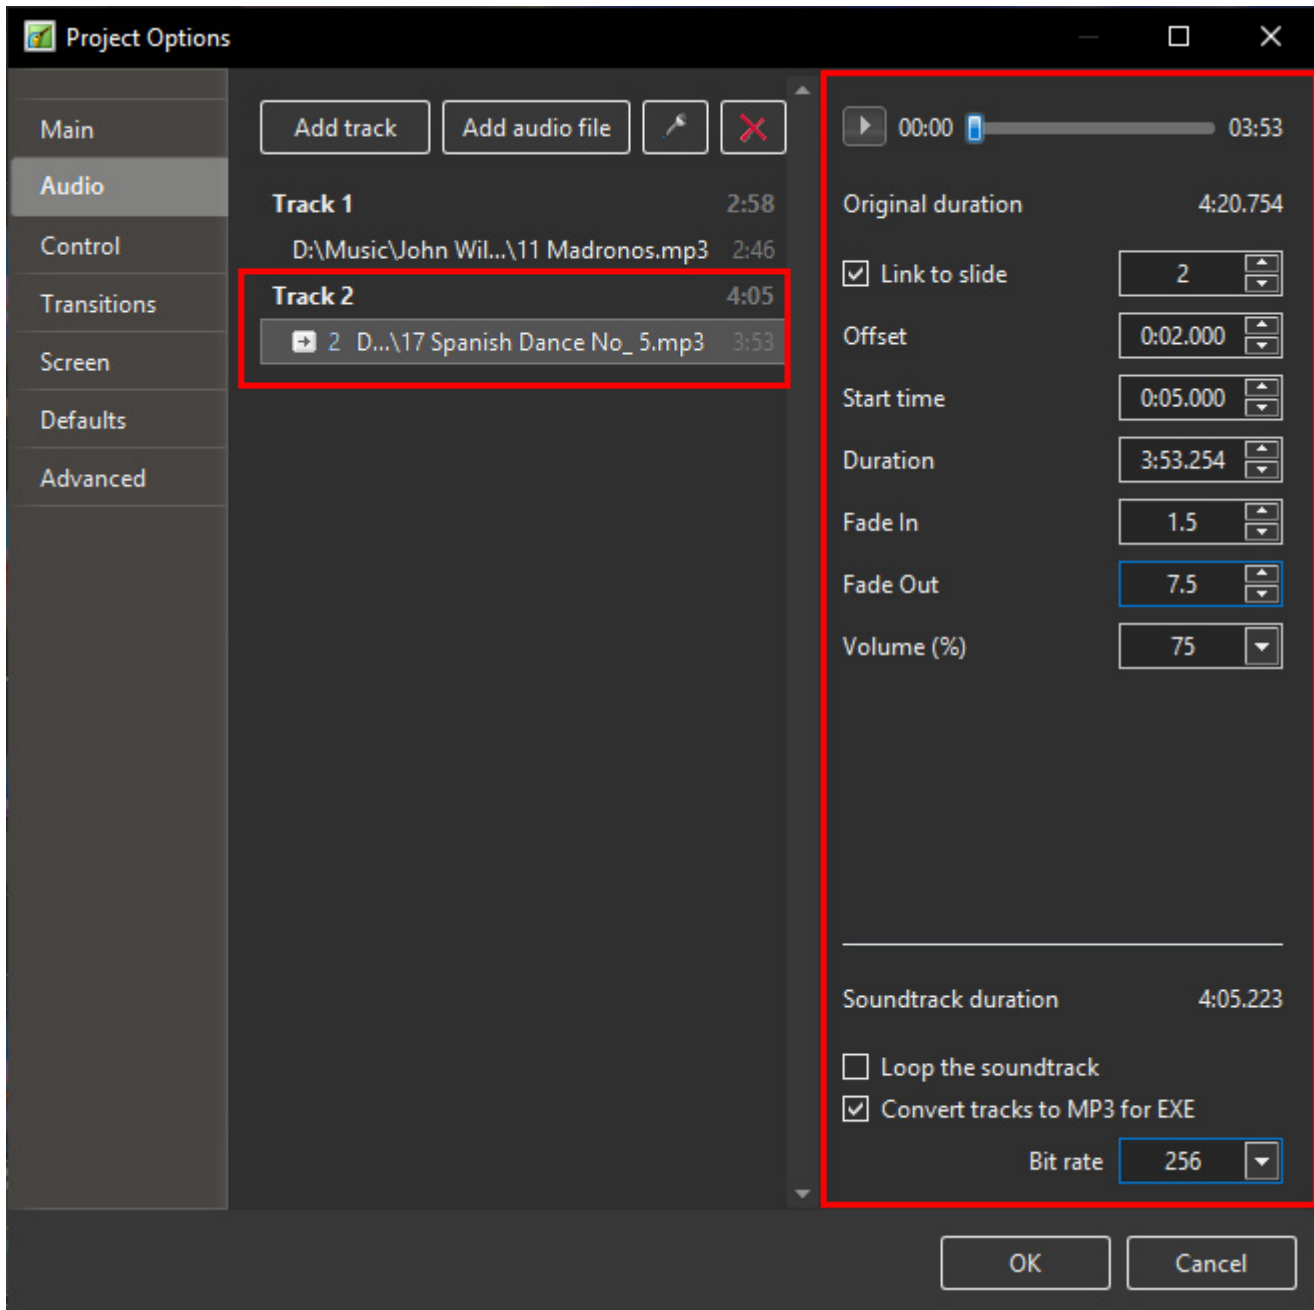 Project Options
Main
Audio
Control
Transitions
Screen
Defaults
Advanced
Add track Add audio file
Track 1 2:58
D:\Music\John Wil...\11 Madronos.mp3 2:46
Track 2 4:05
2 D...\17 Spanish Dance No_ 5.mp3 3:53
00:00 03:53
Original duration 4:20.754
Link to slide 2
Offset 0:02.000
Start time 0:05.000
Duration 3:53.254
Fade In 1.5
Fade Out 7.5
Volume (%) 75
Soundtrack duration 4:05.223
Loop the soundtrack
Convert tracks to MP3 for EXE
Bit rate 256
OK Cancel